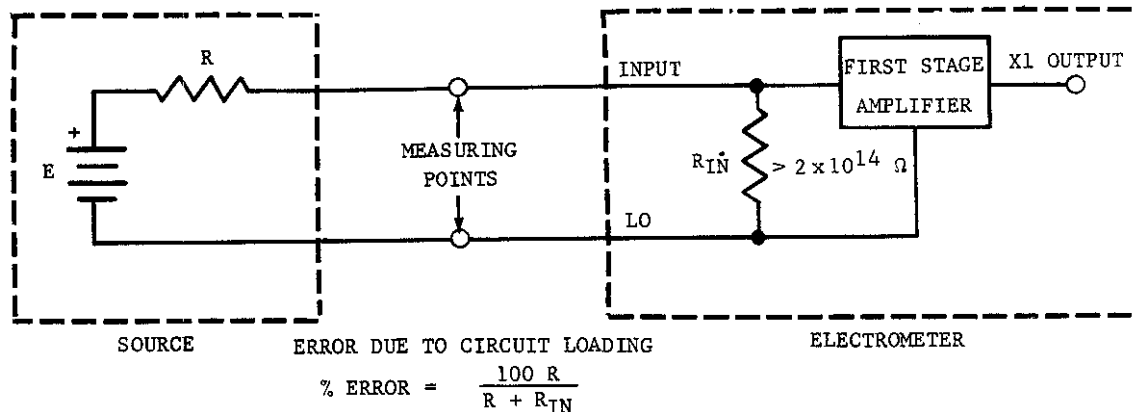 R
+
E
SOURCE
MEASURING
POINTS
INPUT
LO
R_IN > 2 x 10^14 Ω
FIRST STAGE
AMPLIFIER
X1 OUTPUT
ELECTROMETER
ERROR DUE TO CIRCUIT LOADING
% ERROR = 100 R / R + R_IN